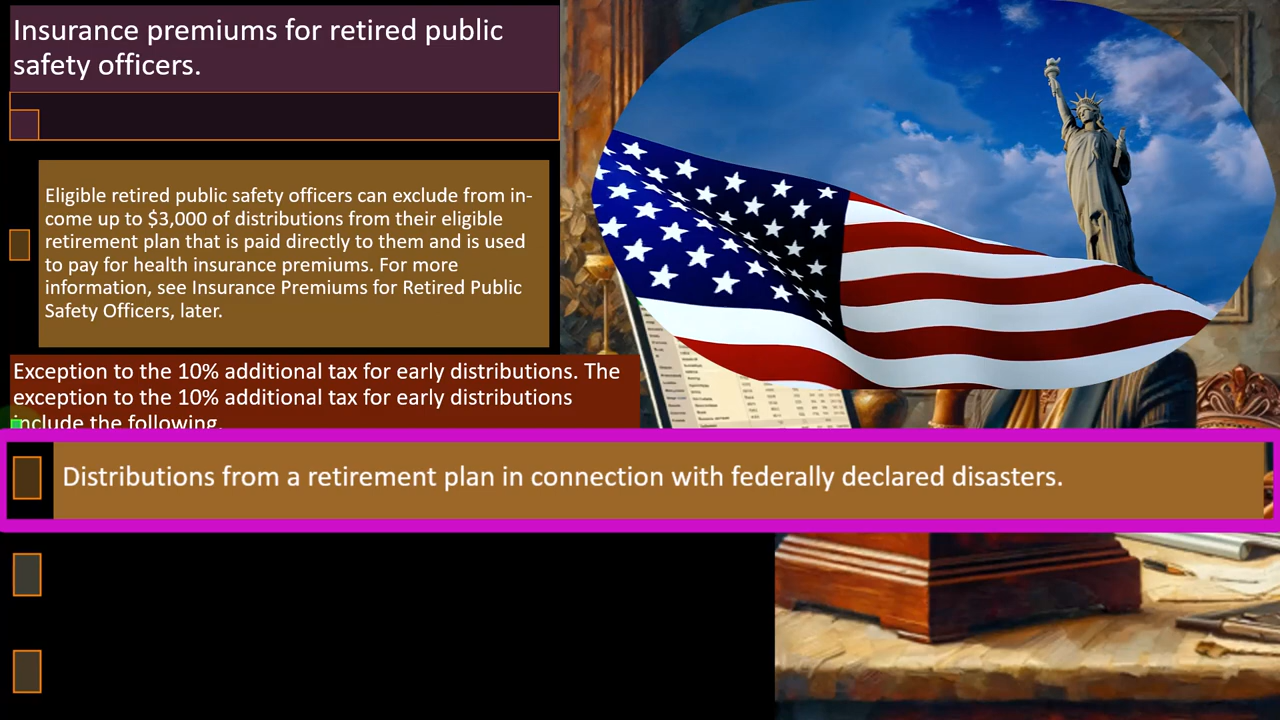 Insurance premiums for retired public
safety officers.
Eligible retired public safety officers can exclude from in-
come up to $3,000 of distributions from their eligible
retirement plan that is paid directly to them and is used
to pay for health insurance premiums. For more
information, see Insurance Premiums for Retired Public
Safety Officers, later.
Exception to the 10% additional tax for early distributions. The
exception to the 10% additional tax for early distributions
include the following.
Distributions from a retirement plan in connection with federally declared disasters.